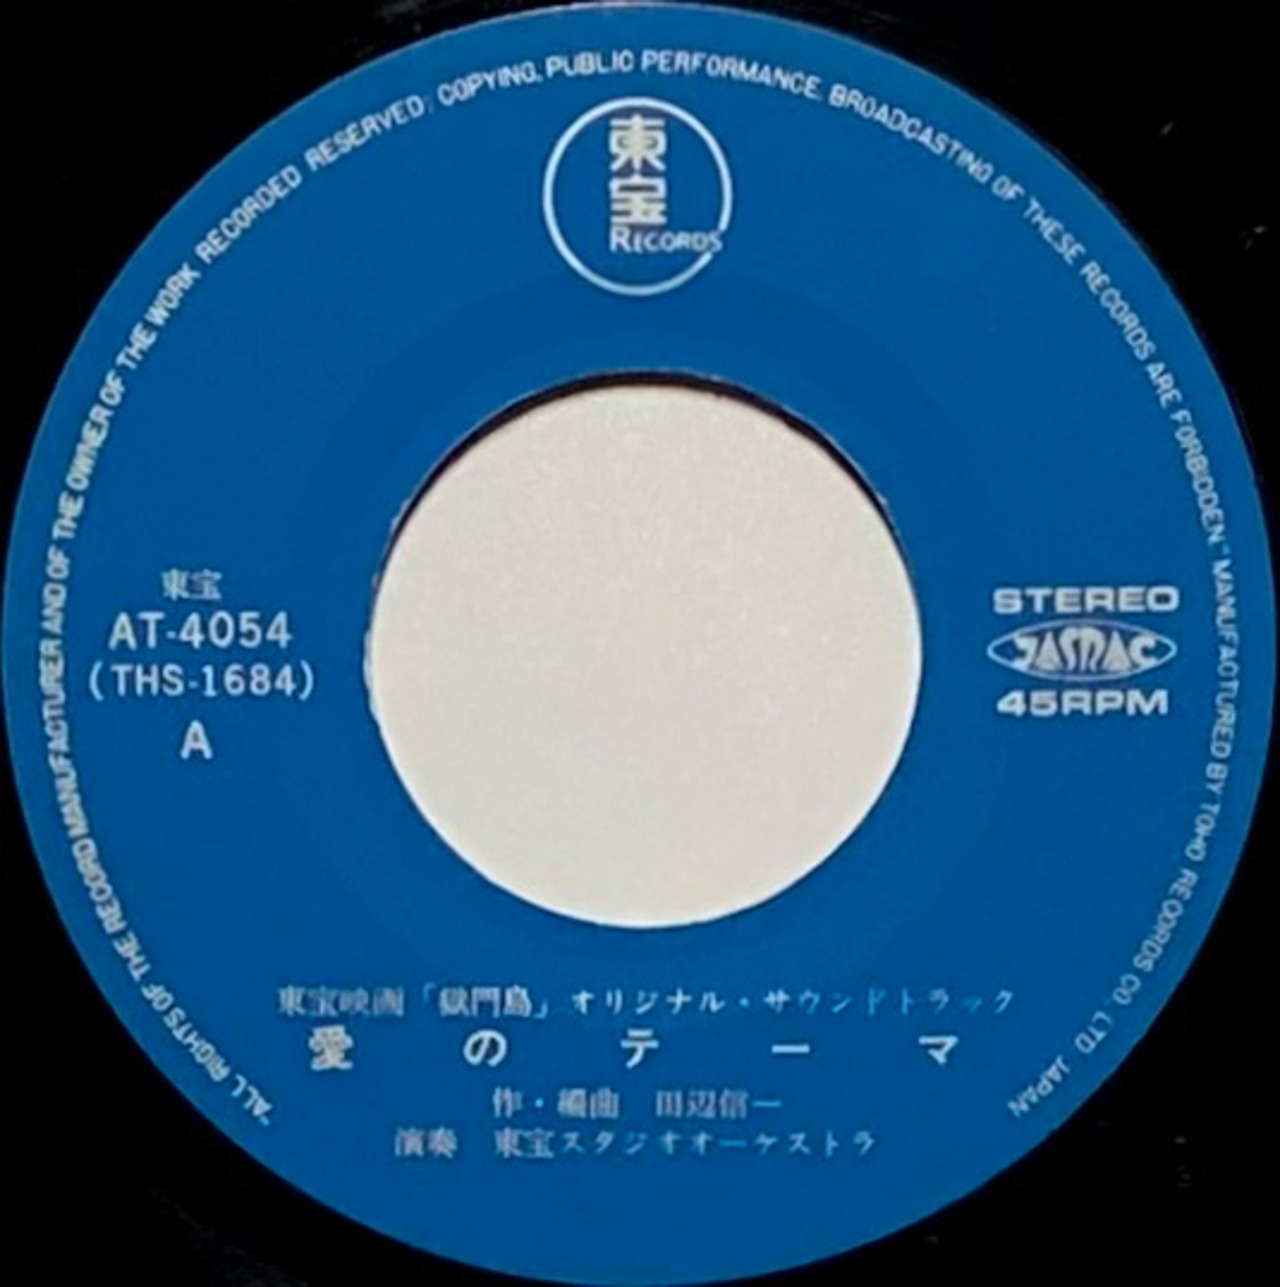 "ALL RIGHTS OF THE RECORD MANUFACTURER AND OF THE OWNER OF THE WORK RECORDED RESERVED; COPYING, PUBLIC PERFORMANCE, BROADCASTING OF THESE RECORDS ARE FORBIDDEN." MANUFACTURED BY TOHO RECORDS CO., LTD JAPAN
東
宝
RECORDS
東宝
AT-4054
(THS-1684)
A
STEREO
JASRAC
45RPM
東宝映画「獄門島」オリジナル・サウンドトラック
愛のテーマ
作・編曲 田辺信一
演奏 東宝スタジオオーケストラ